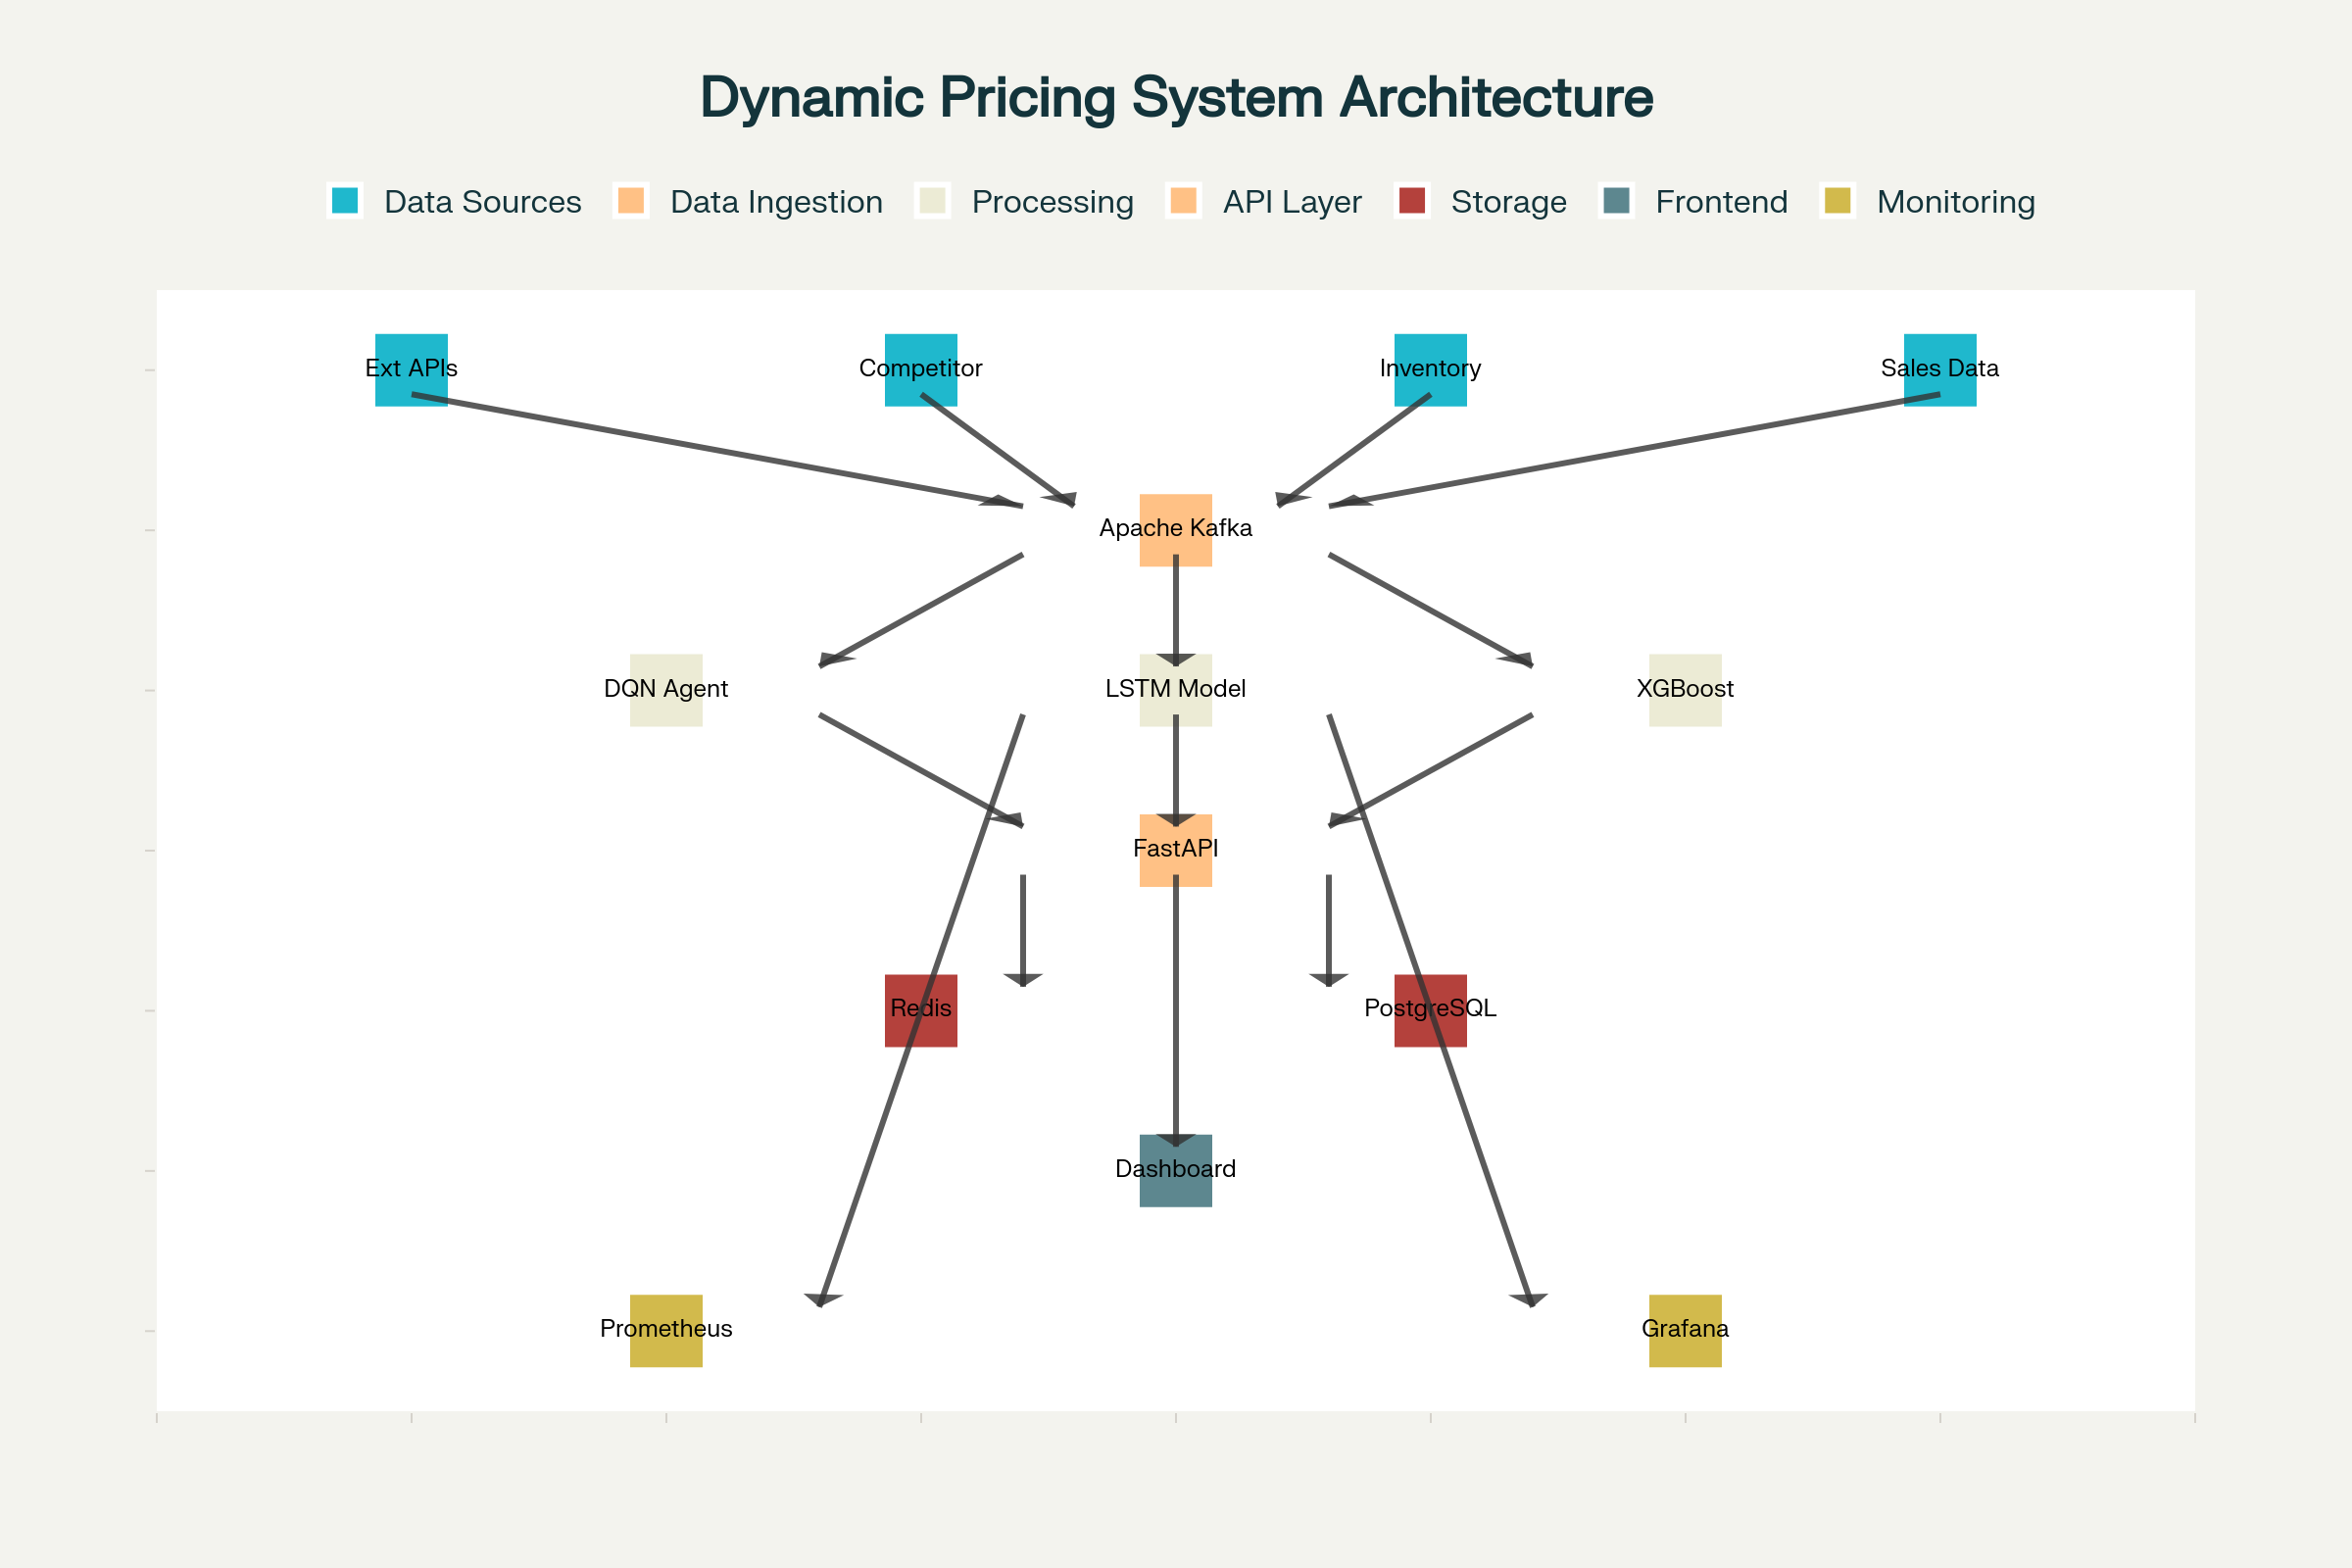 Dynamic Pricing System Architecture
Data Sources Data Ingestion Processing API Layer Storage Frontend Monitoring
Ext APIs Competitor Inventory Sales Data
Apache Kafka
DQN Agent LSTM Model XGBoost
FastAPI
Redis PostgreSQL
Dashboard
Prometheus Grafana